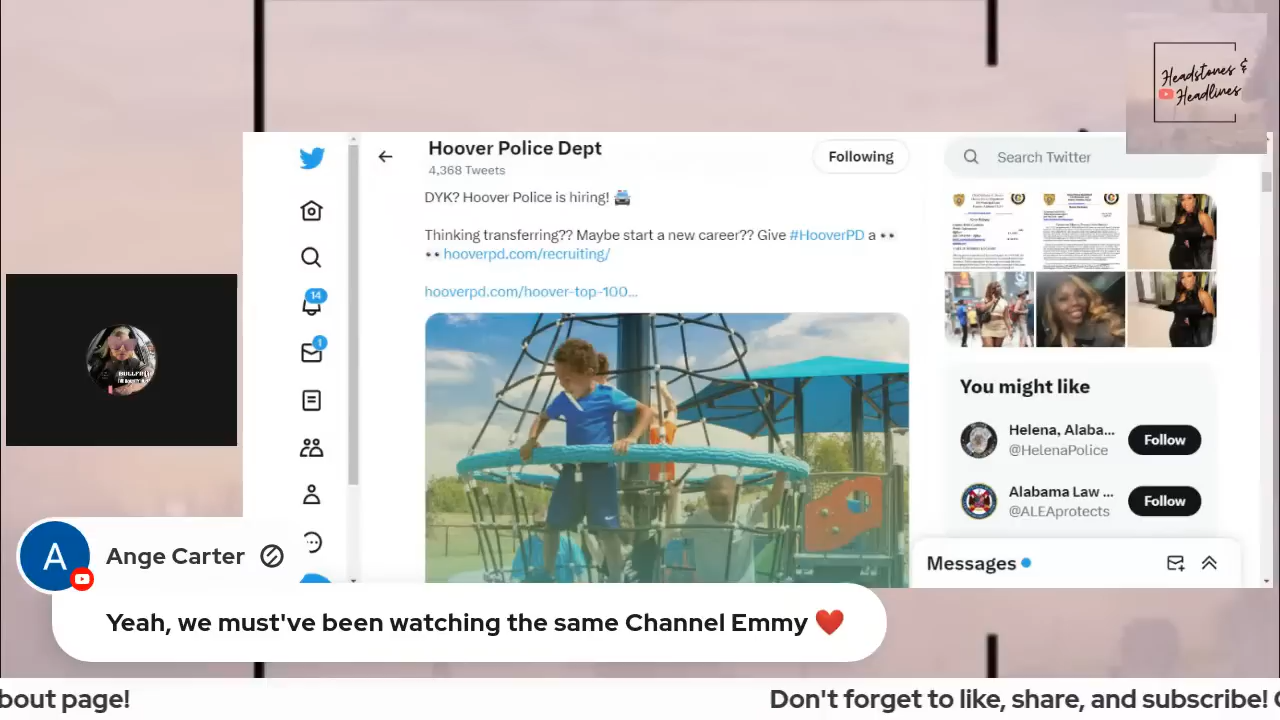 Headstones &
Headlines
Hoover Police Dept
4,368 Tweets
Following
Search Twitter
DYK? Hoover Police is hiring! 🚔
Thinking transferring?? Maybe start a new career?? Give #HooverPD a 👀
👀 hooverpd.com/recruiting/
hooverpd.com/hoover-top-100…
14
1
You might like
Helena, Alaba...
@HelenaPolice
Follow
Alabama Law ...
@ALEAprotects
Follow
Messages
A
Ange Carter
Yeah, we must've been watching the same Channel Emmy ❤️
bout page!
Don't forget to like, share, and subscribe!